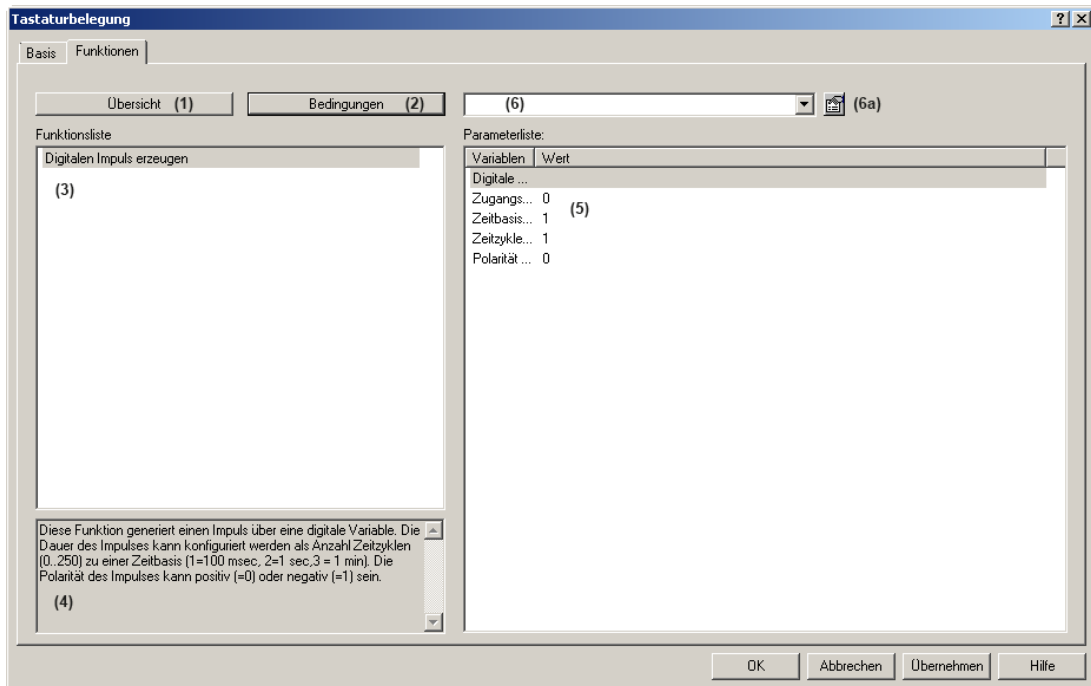 Tastaturbelegung
Basis
Funktionen
Übersicht (1)
Bedingungen (2)
(6)
(6a)
Funktionsliste
Digitalen Impuls erzeugen
(3)
Diese Funktion generiert einen Impuls über eine digitale Variable. Die
Dauer des Impulses kann konfiguriert werden als Anzahl Zeitzyklen
(0..250) zu einer Zeitbasis (1=100 msec, 2=1 sec,3 = 1 min). Die
Polarität des Impulses kann positiv (=0) oder negativ (=1) sein.
(4)
Parameterliste:
Variablen Wert
Digitale ...
Zugangs... 0
(5)
Zeitbasis... 1
Zeitzykle... 1
Polarität ... 0
OK
Abbrechen
Übernehmen
Hilfe